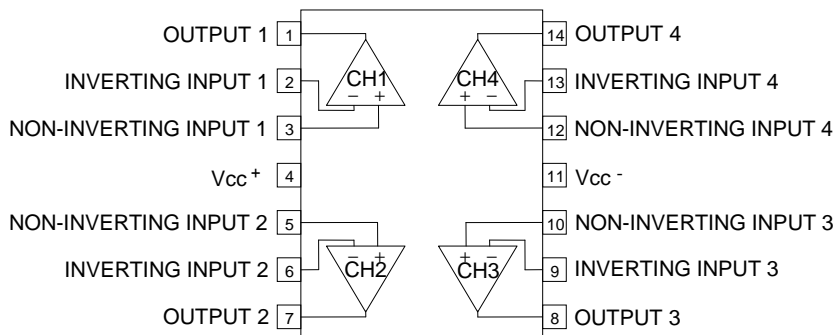 OUTPUT 1 1 14 OUTPUT 4
INVERTING INPUT 1 2 CH1 CH4 13 INVERTING INPUT 4
− + + −
NON-INVERTING INPUT 1 3 12 NON-INVERTING INPUT 4
Vcc + 4 11 Vcc -
NON-INVERTING INPUT 2 5 10 NON-INVERTING INPUT 3
− + + −
INVERTING INPUT 2 6 CH2 CH3 9 INVERTING INPUT 3
OUTPUT 2 7 8 OUTPUT 3